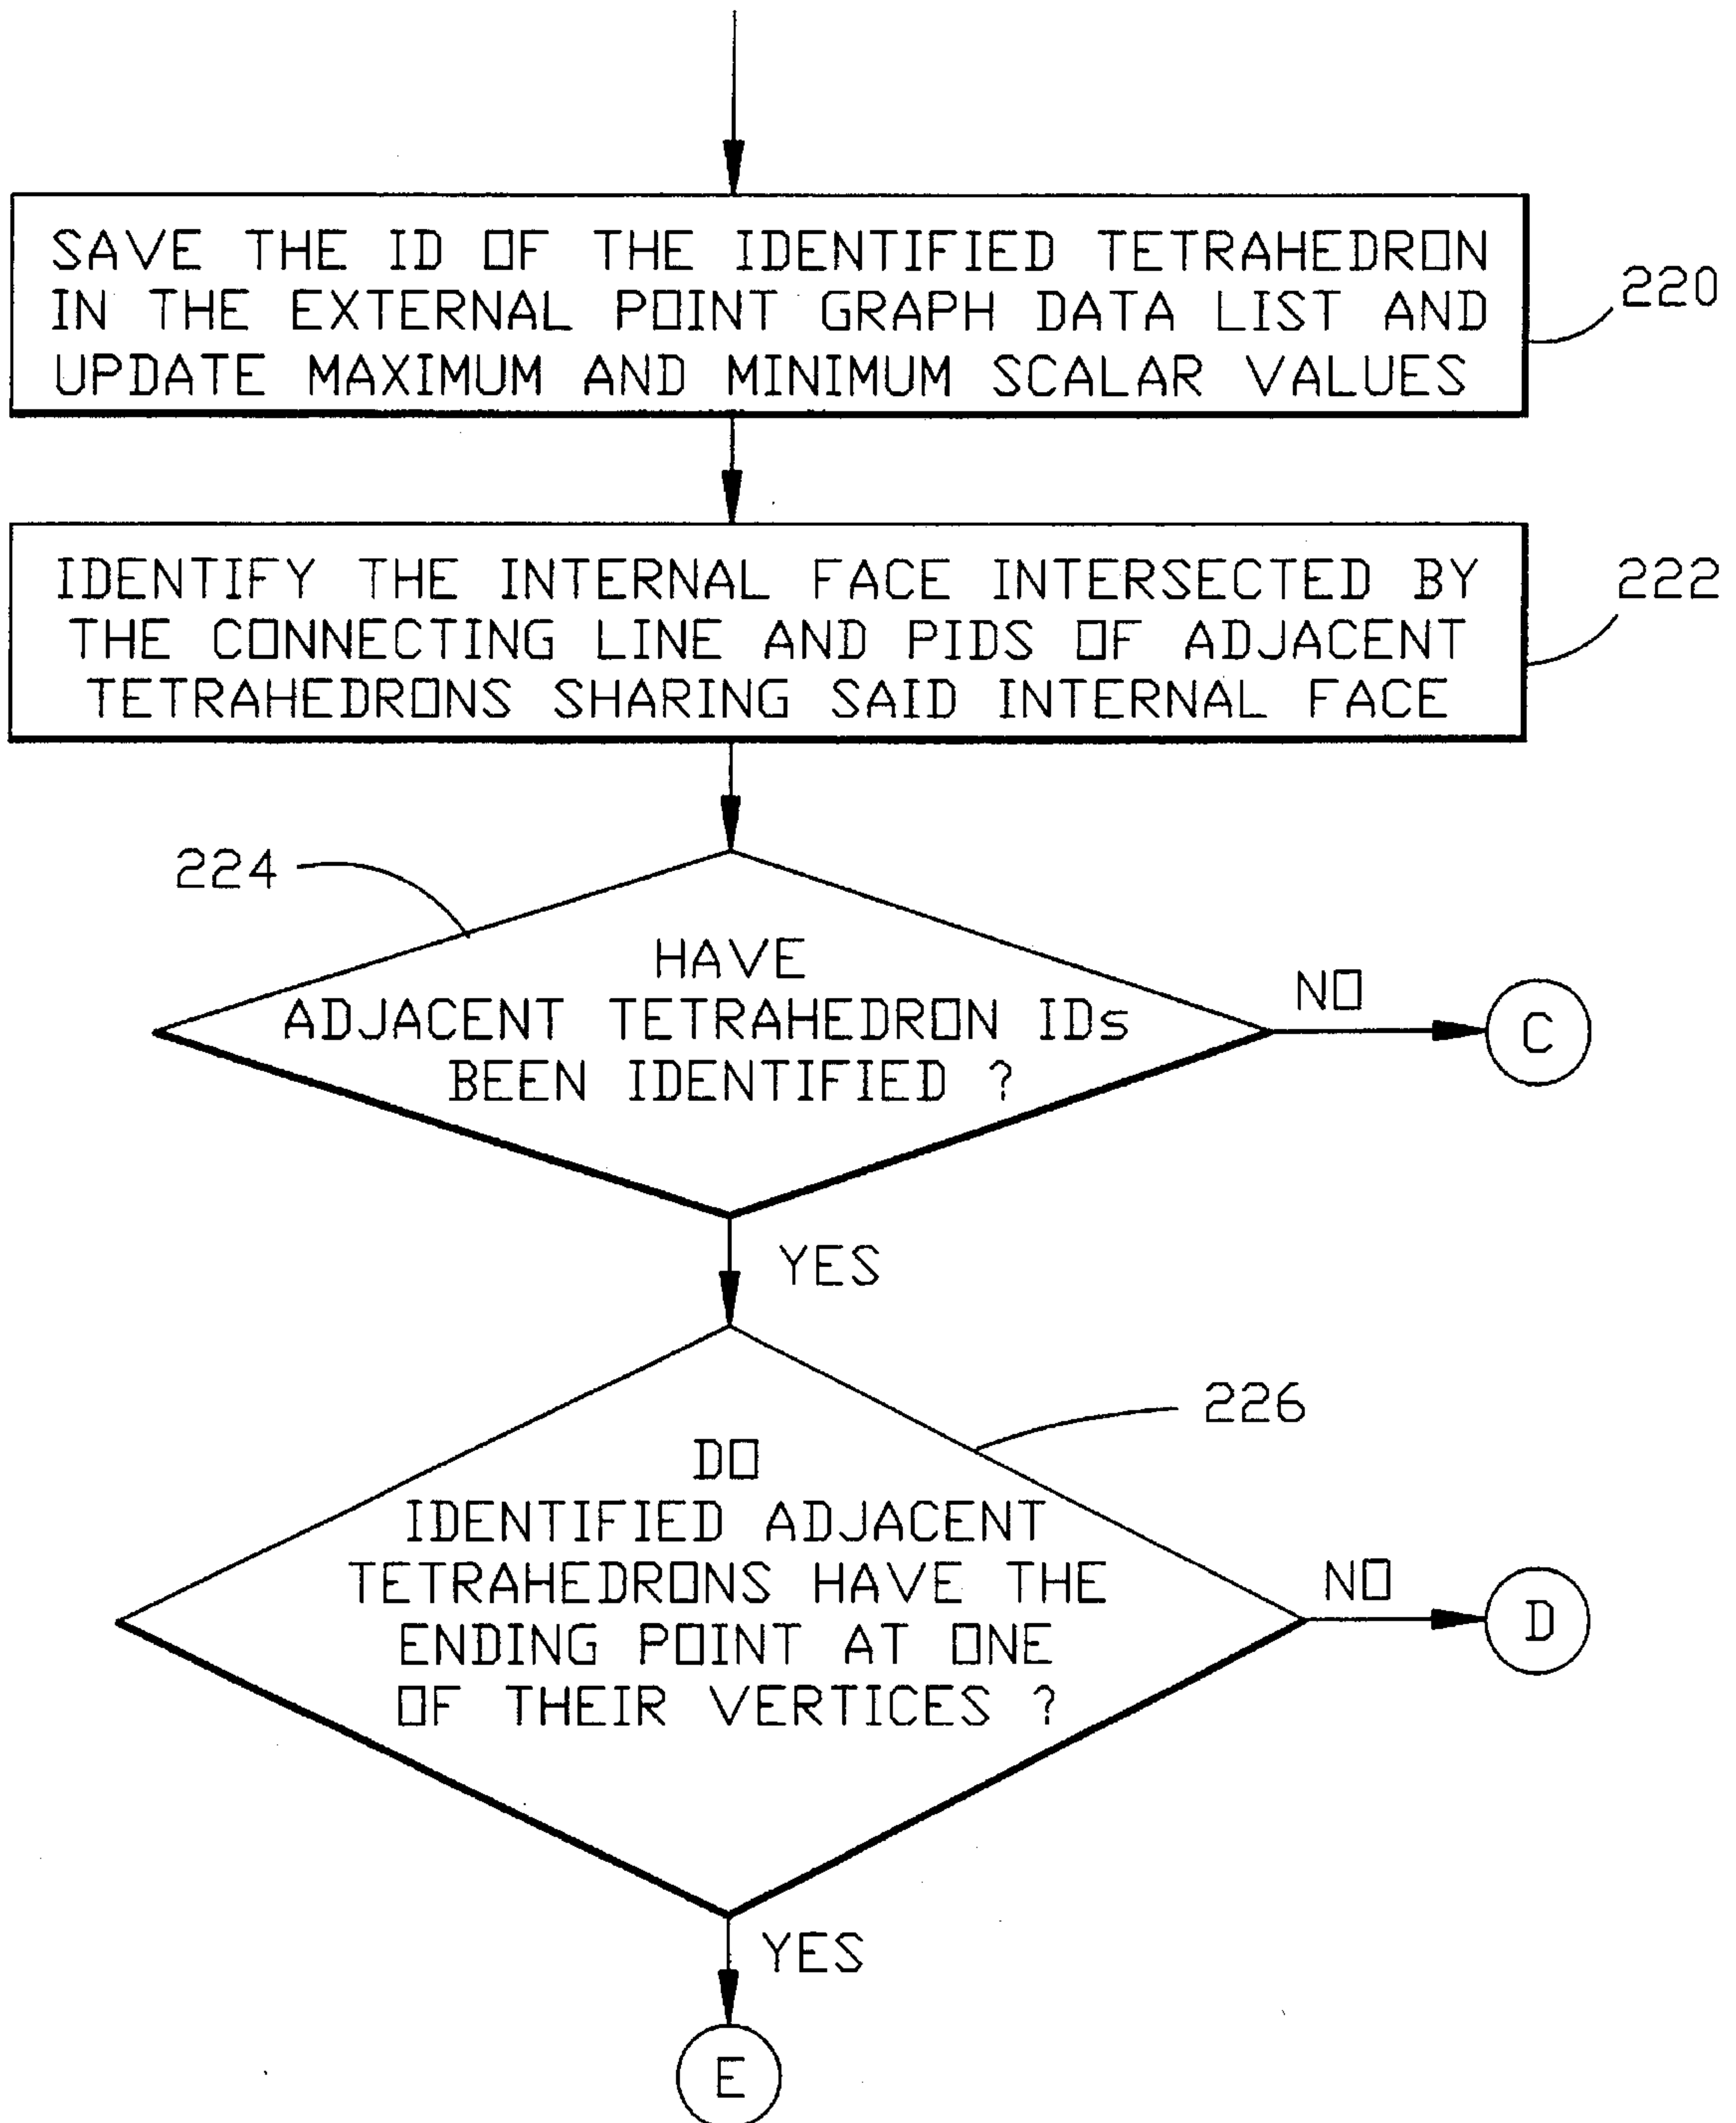 SAVE THE ID OF THE IDENTIFIED TETRAHEDRON
IN THE EXTERNAL POINT GRAPH DATA LIST AND
UPDATE MAXIMUM AND MINIMUM SCALAR VALUES
220
IDENTIFY THE INTERNAL FACE INTERSECTED BY
THE CONNECTING LINE AND PIDS OF ADJACENT
TETRAHEDRONS SHARING SAID INTERNAL FACE
222
224
HAVE
ADJACENT TETRAHEDRON IDs
BEEN IDENTIFIED ?
NO
C
YES
226
DO
IDENTIFIED ADJACENT
TETRAHEDRONS HAVE THE
ENDING POINT AT ONE
OF THEIR VERTICES ?
NO
D
YES
E